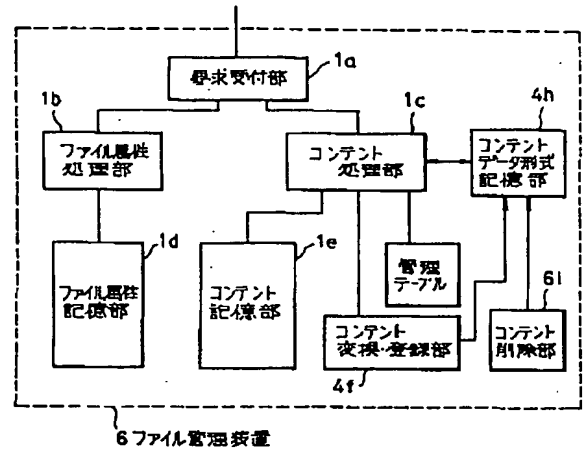 1a
要求受付部
1b
ファイル属性
処理部
1c
コンテント
処理部
4h
コンテント
データ形式
記憶部
1d
ファイル属性
記憶部
1e
コンテント
記憶部
管理
テーブル
6i
コンテント
削除部
コンテント
変換・登録部
4f
6 ファイル管理装置